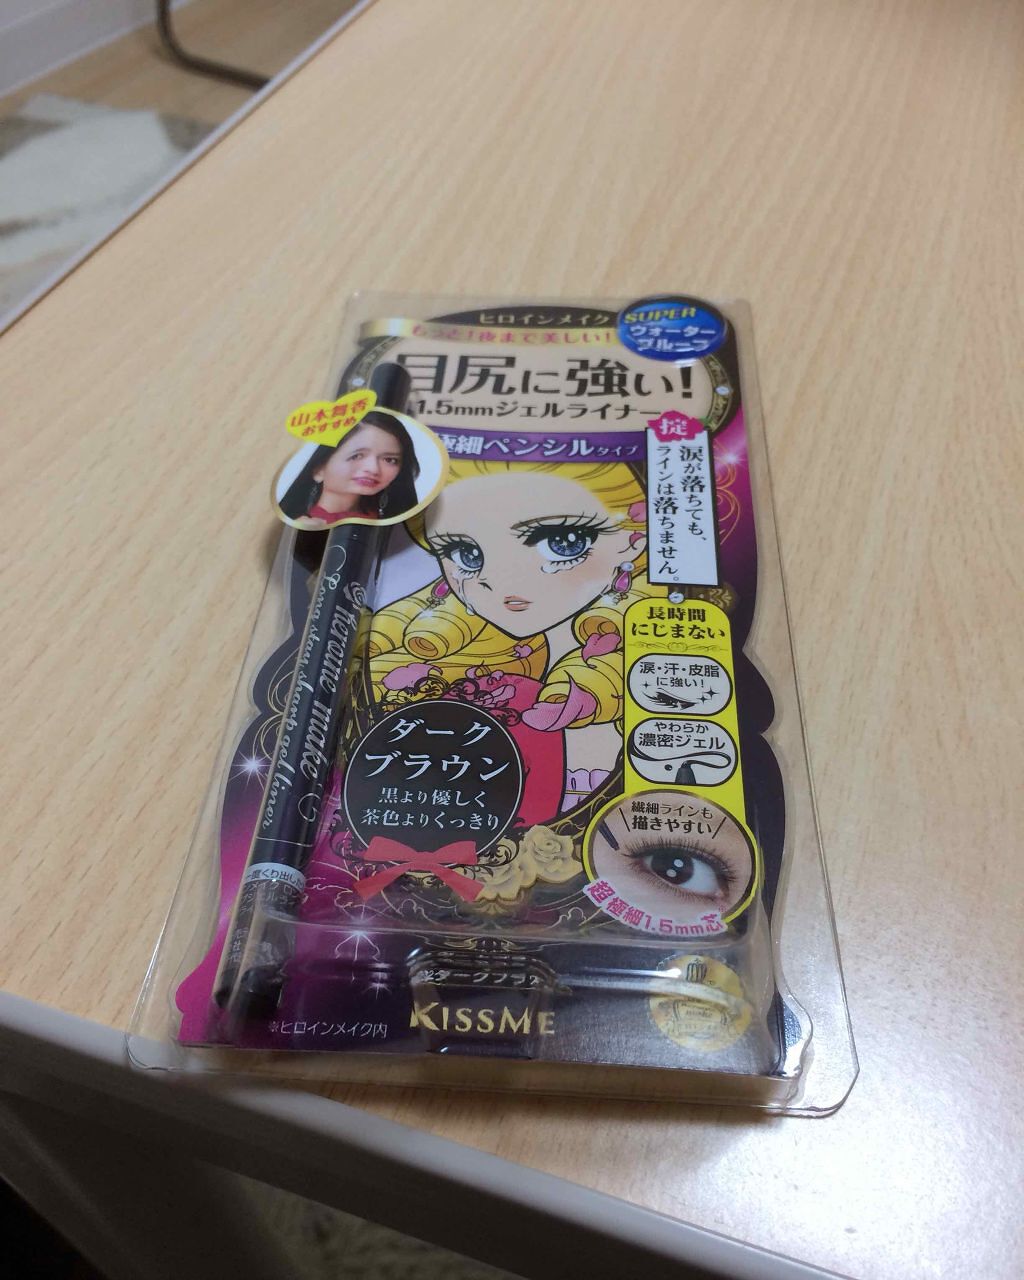 ヒロインメイク
もっと!夜まで美しい!
SUPER
ウォーター
プルーフ
目尻に強い!
1.5mmジェルライナー
極細ペンシルタイプ
山本舞香
おすすめ
掟
涙が落ちても、
ラインは落ちません。
長時間
にじまない
涙・汗・皮脂
に強い!
やわらか
濃密ジェル
繊細ラインも
描きやすい
超極細1.5mm芯
ダーク
ブラウン
黒より優しく
茶色よりくっきり
heroine make
Long stay sharp gel liner
KISSME
※ヒロインメイク内